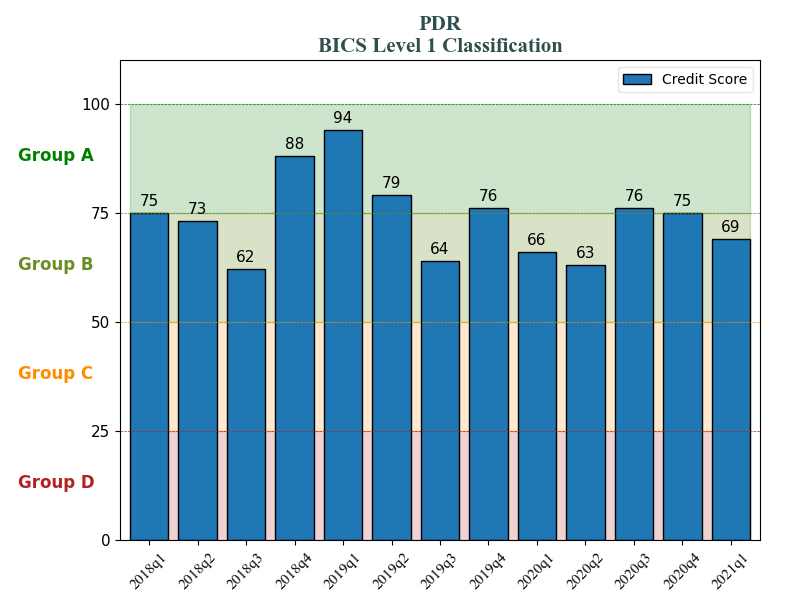 PDR
BICS Level 1 Classification
Credit Score
100
75
50
25
0
Group A
Group B
Group C
Group D
75
73
62
88
94
79
64
76
66
63
76
75
69
2018q1
2018q2
2018q3
2018q4
2019q1
2019q2
2019q3
2019q4
2020q1
2020q2
2020q3
2020q4
2021q1